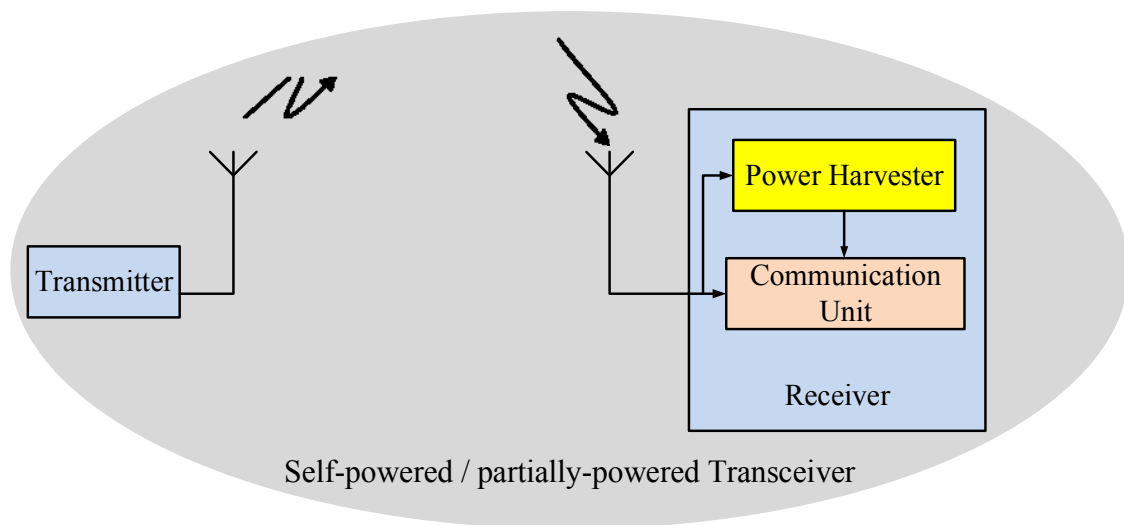 Power Harvester
Transmitter
Communication
Unit
Receiver
Self-powered / partially-powered Transceiver